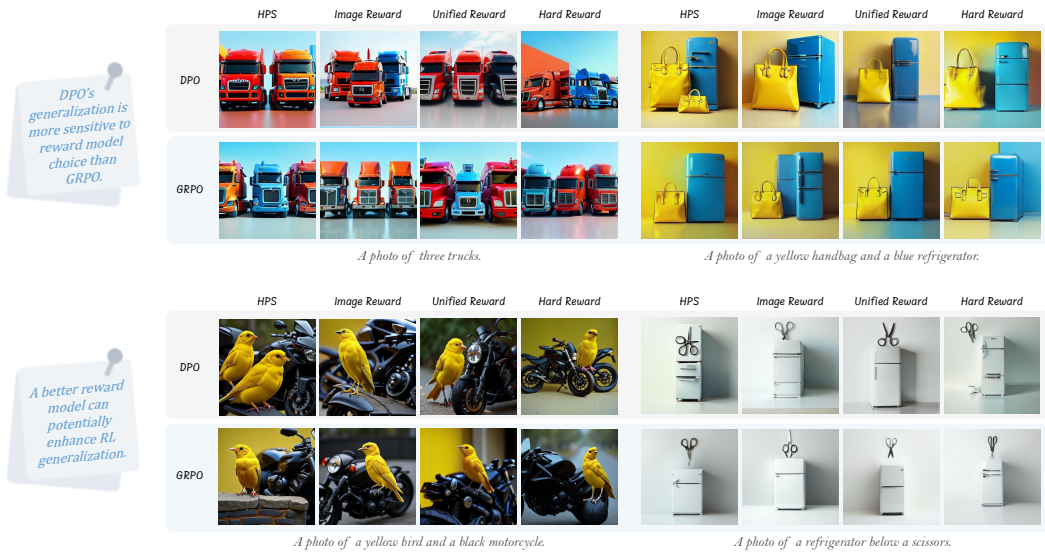 HPS Image Reward Unified Reward Hard Reward HPS Image Reward Unified Reward Hard Reward
DPO's
generalization is
more sensitive to
reward model
choice than
GRPO.
DPO
GRPO
A photo of three trucks.
A photo of a yellow handbag and a blue refrigerator.
HPS Image Reward Unified Reward Hard Reward HPS Image Reward Unified Reward Hard Reward
A better reward
model can
potentially
enhance RL
generalization.
DPO
GRPO
A photo of a yellow bird and a black motorcycle.
A photo of a refrigerator below a scissors.